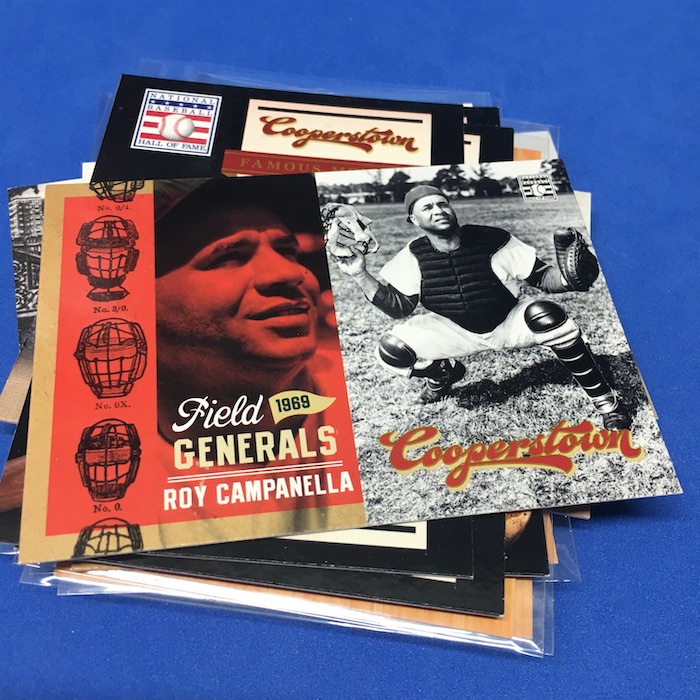 NATIONAL
BASEBALL
HALL OF FAME
Cooperstown
FAMOUS
No. 0/1.
No. 3/0.
No. 6X.
No. 0.
Field
1969
GENERALS
ROY CAMPANELLA
Cooperstown